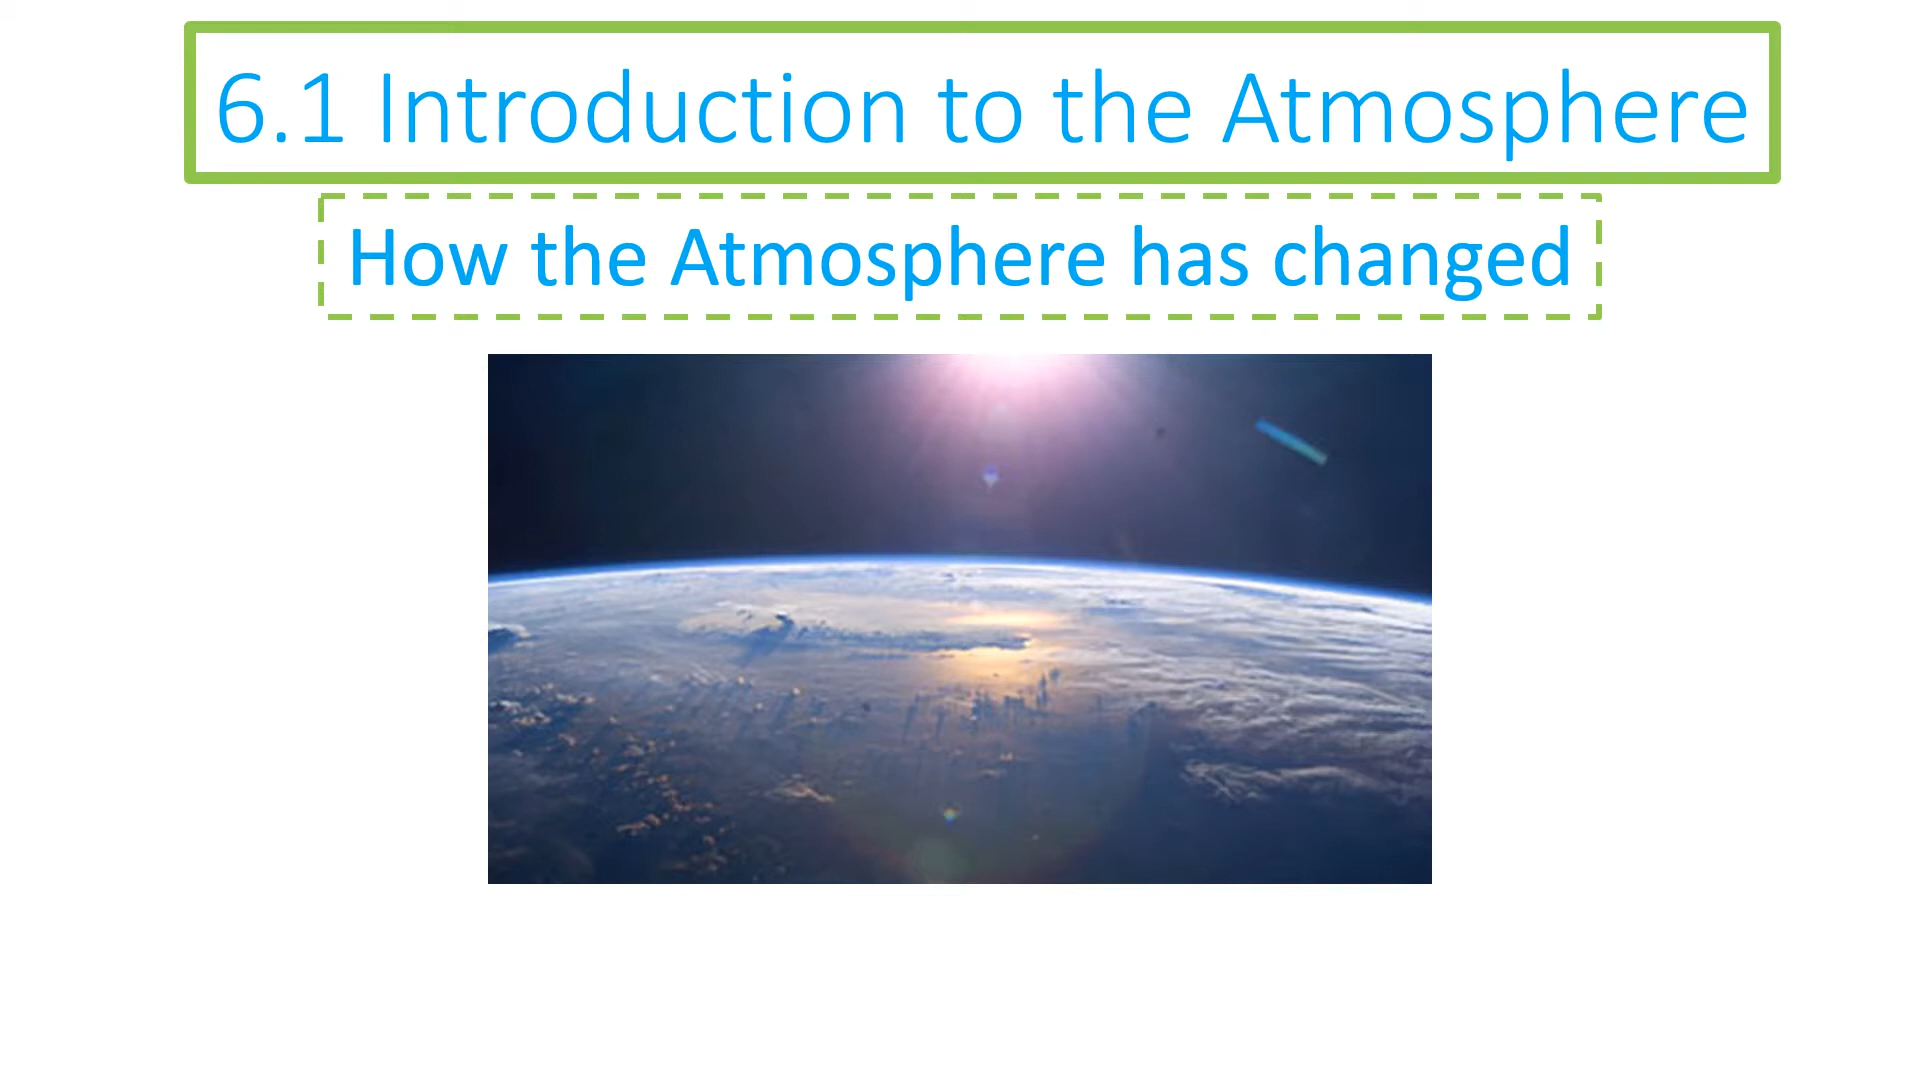 6.1 Introduction to the Atmosphere
How the Atmosphere has changed